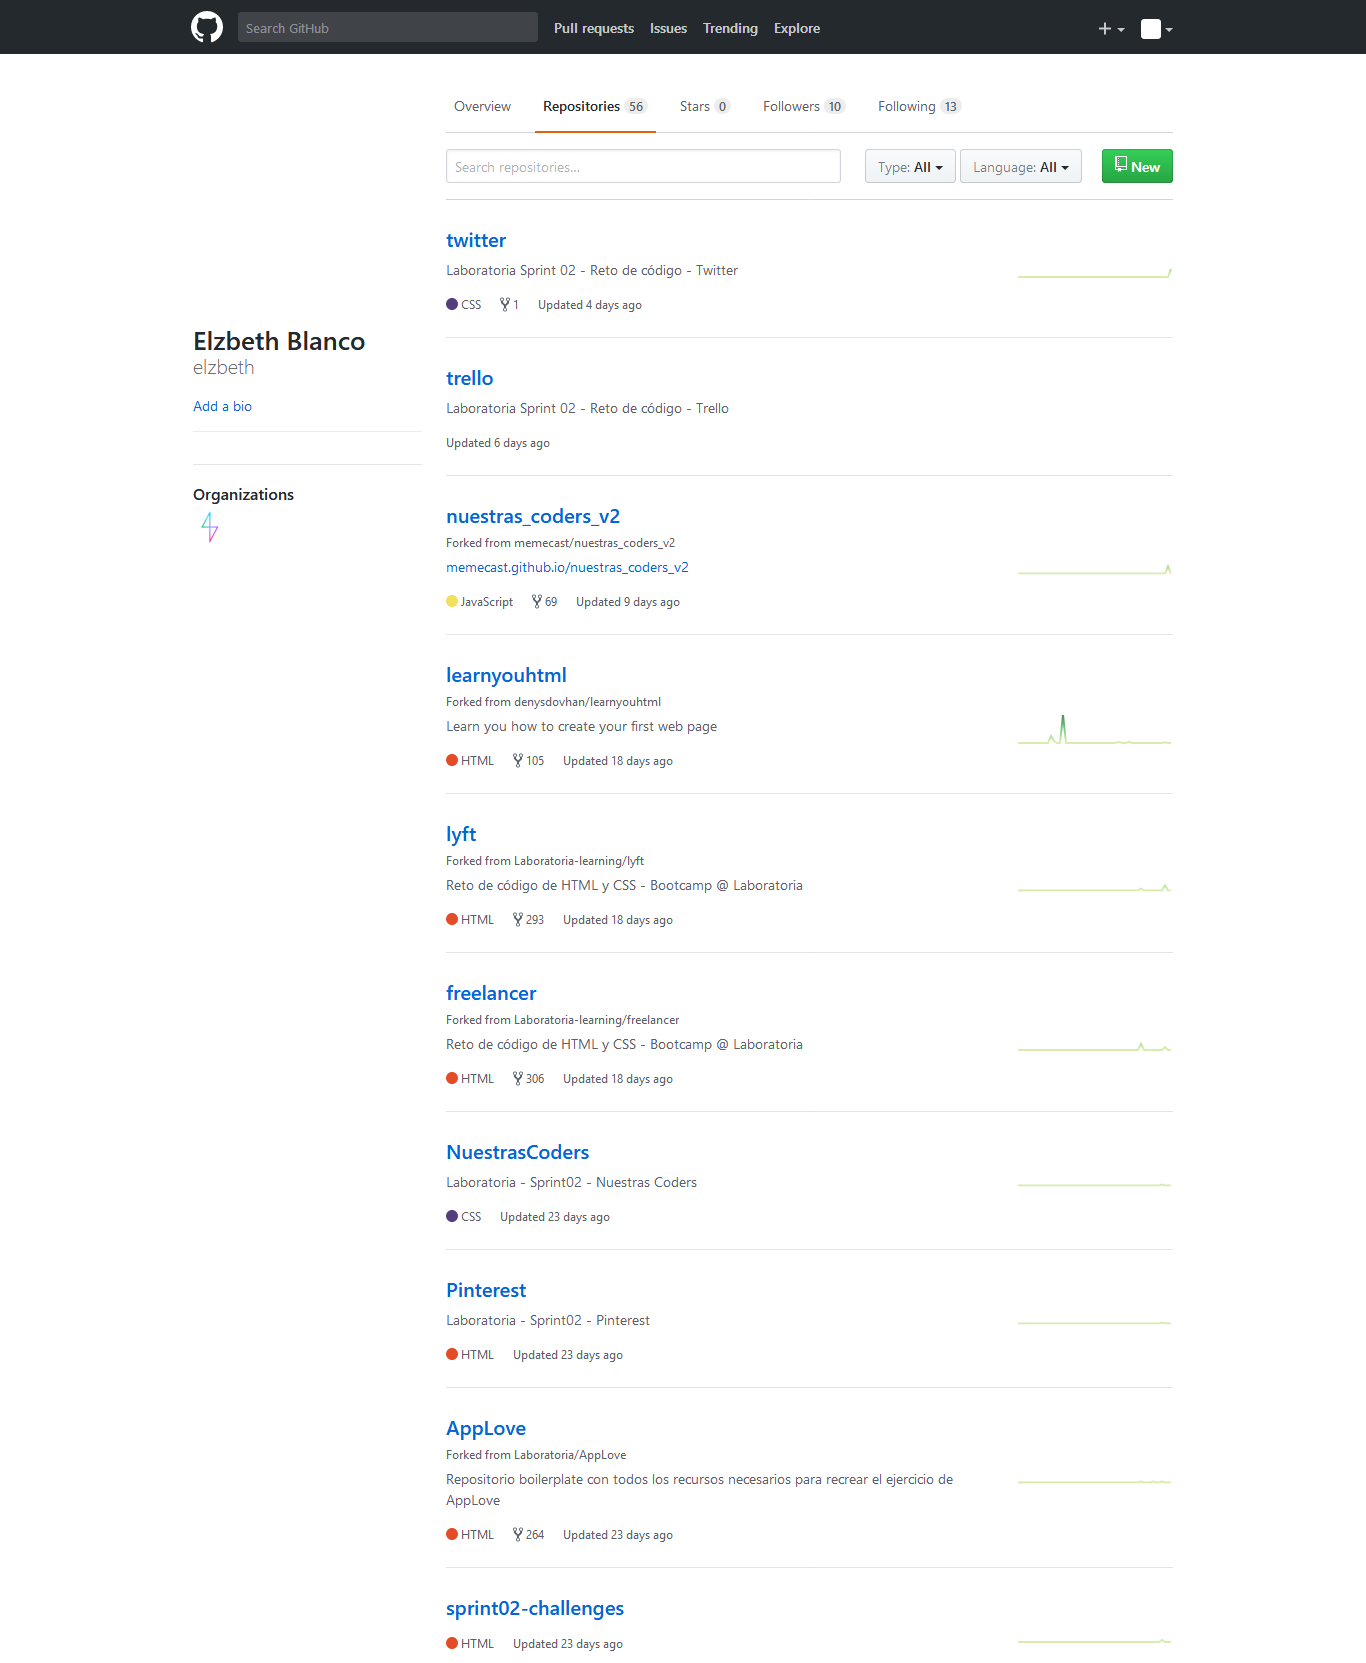 Search GitHub Pull requests Issues Trending Explore
Overview Repositories 56 Stars 0 Followers 10 Following 13
Search repositories... Type: All Language: All New
twitter
Laboratoria Sprint 02 - Reto de código - Twitter
CSS 1 Updated 4 days ago
Elzbeth Blanco
elzbeth
Add a bio
Organizations
trello
Laboratoria Sprint 02 - Reto de código - Trello
Updated 6 days ago
nuestras_coders_v2
Forked from memecast/nuestras_coders_v2
memecast.github.io/nuestras_coders_v2
JavaScript 69 Updated 9 days ago
learnyouhtml
Forked from denysdovhan/learnyouhtml
Learn you how to create your first web page
HTML 105 Updated 18 days ago
lyft
Forked from Laboratoria-learning/lyft
Reto de código de HTML y CSS - Bootcamp @ Laboratoria
HTML 293 Updated 18 days ago
freelancer
Forked from Laboratoria-learning/freelancer
Reto de código de HTML y CSS - Bootcamp @ Laboratoria
HTML 306 Updated 18 days ago
NuestrasCoders
Laboratoria - Sprint02 - Nuestras Coders
CSS Updated 23 days ago
Pinterest
Laboratoria - Sprint02 - Pinterest
HTML Updated 23 days ago
AppLove
Forked from Laboratoria/AppLove
Repositorio boilerplate con todos los recursos necesarios para recrear el ejercicio de
AppLove
HTML 264 Updated 23 days ago
sprint02-challenges
HTML Updated 23 days ago